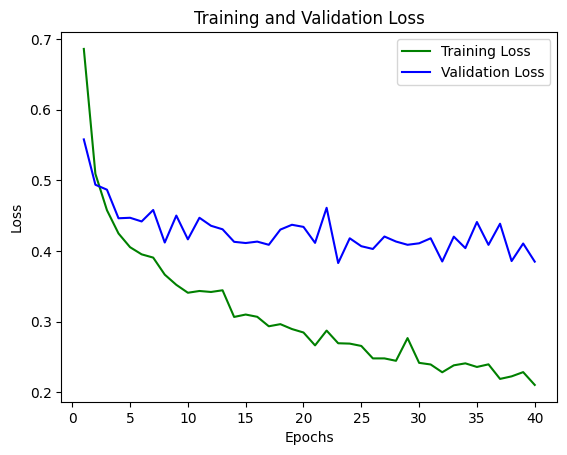 Training and Validation Loss
0.7
0.6
0.5
0.4
0.3
0.2
Loss
Training Loss
Validation Loss
0 5 10 15 20 25 30 35 40
Epochs